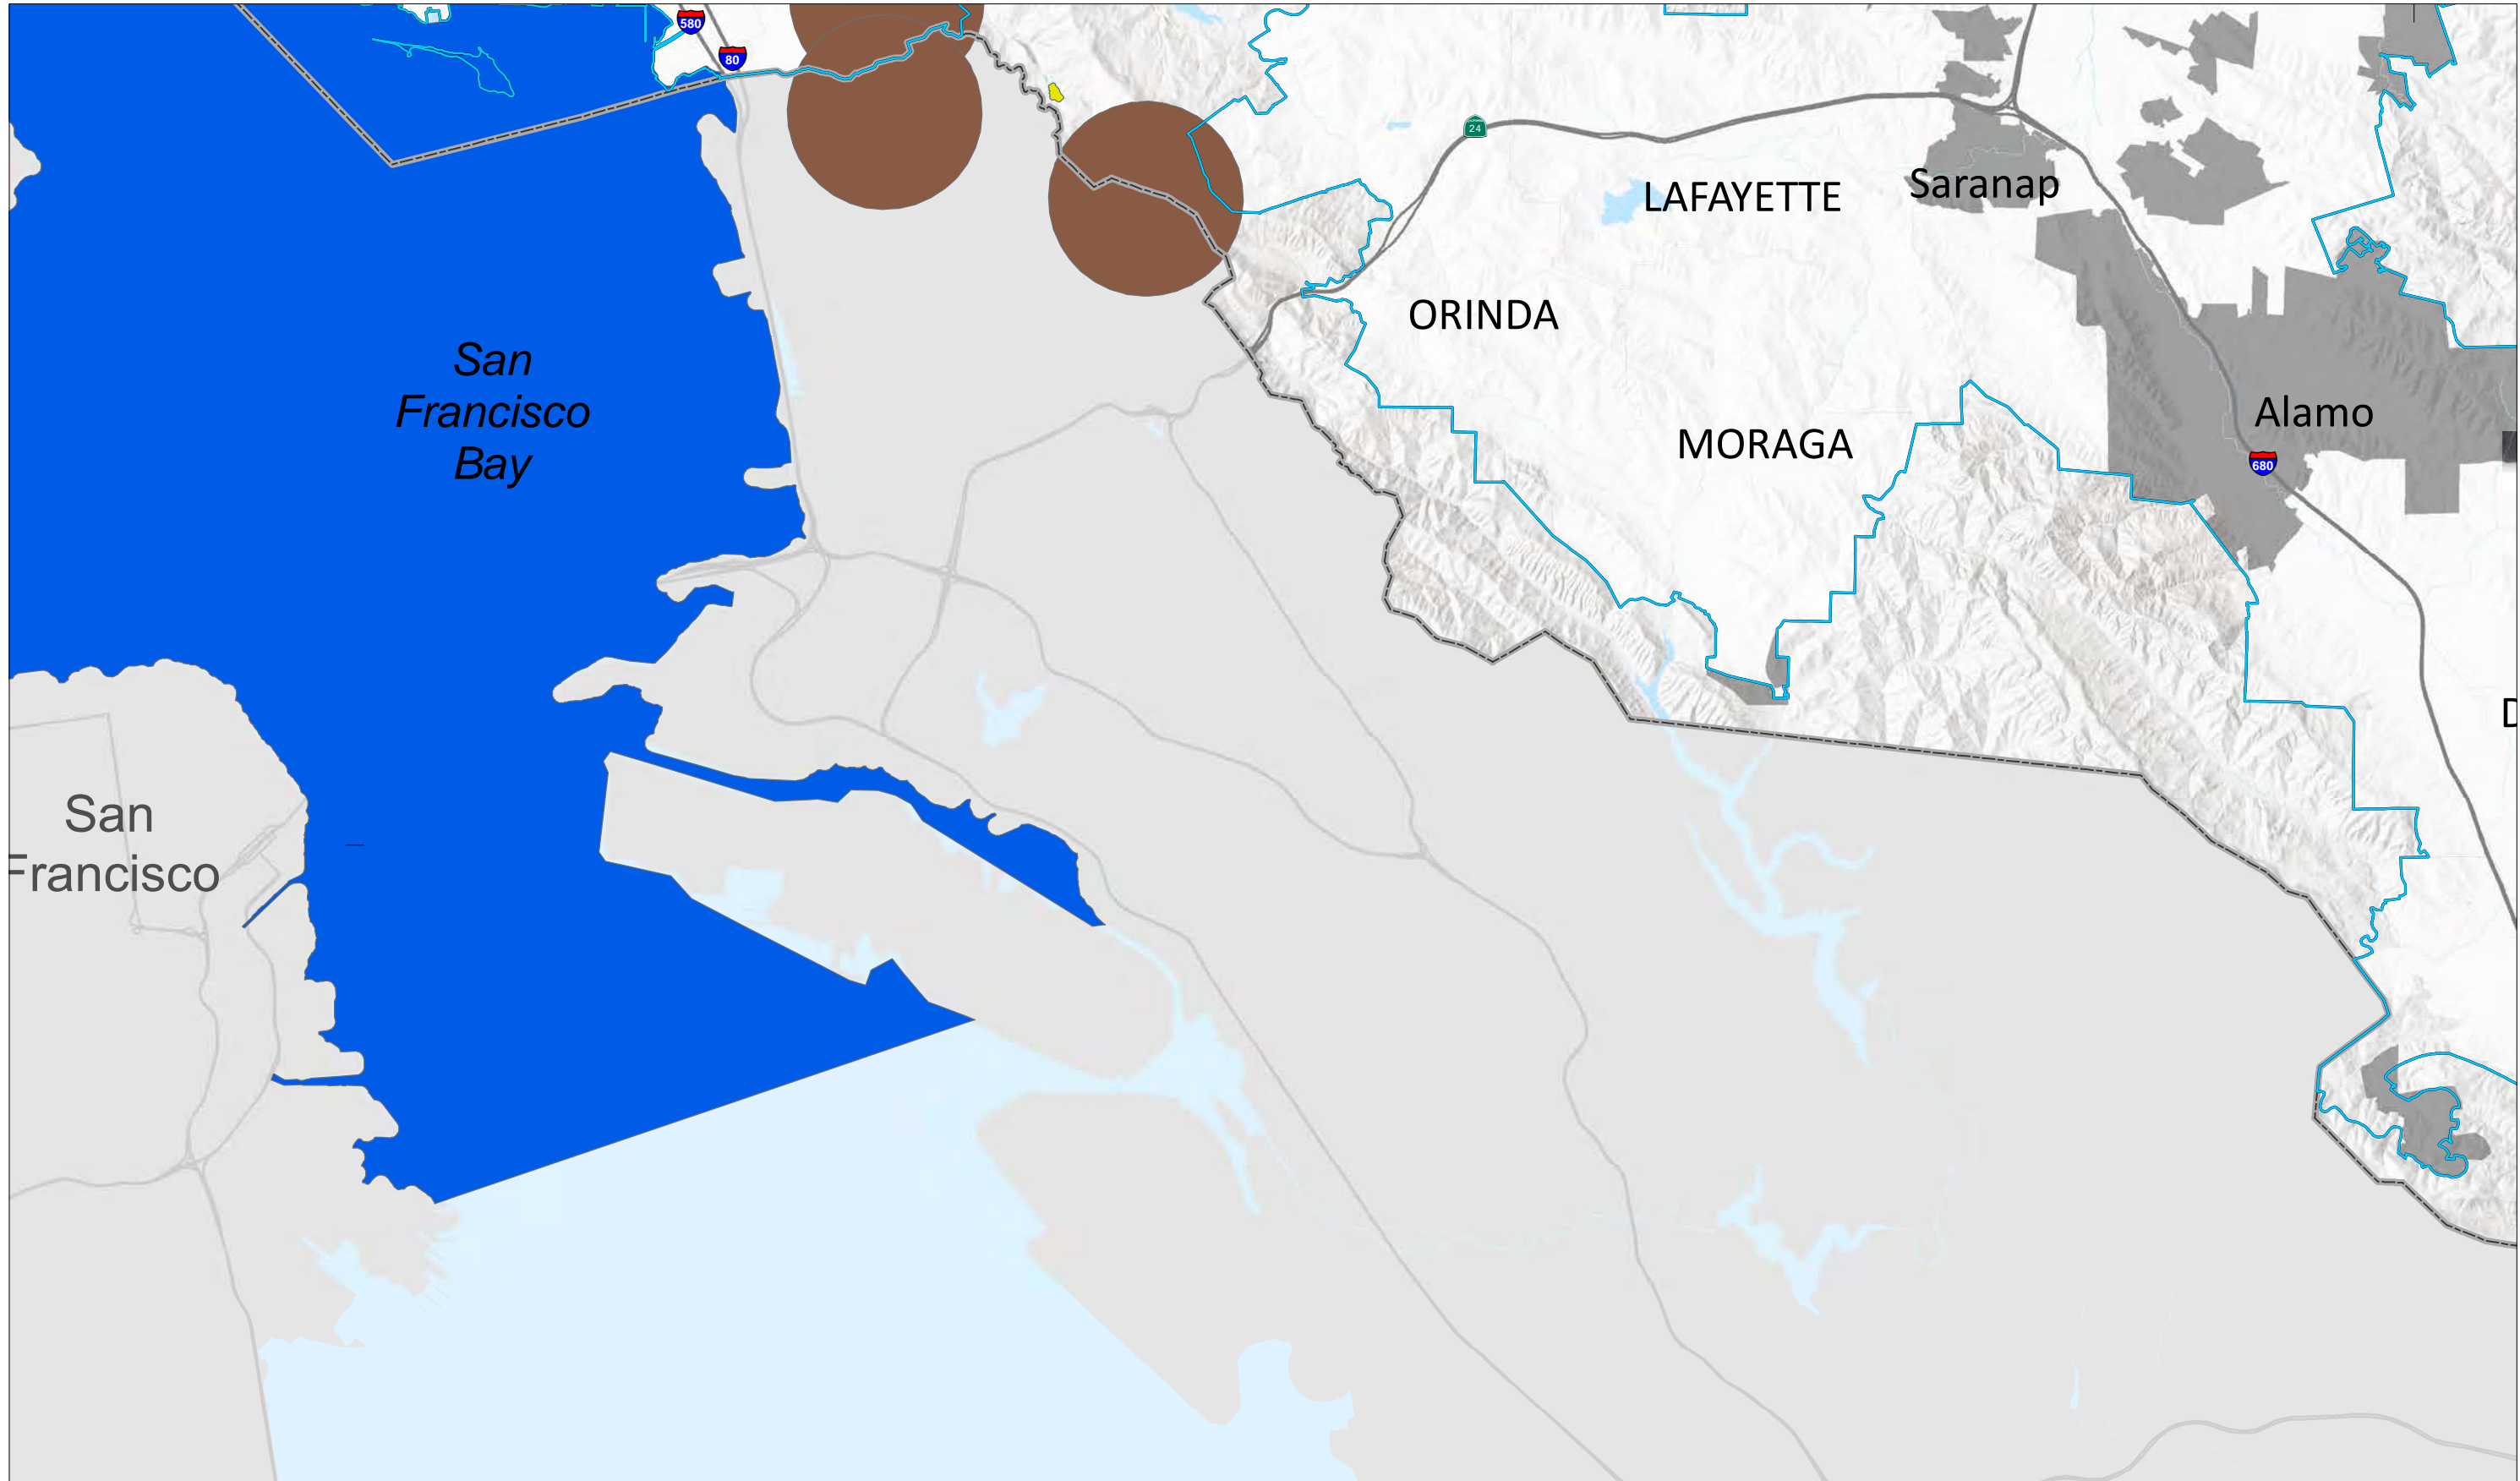 580
80
24
LAFAYETTE
Saranap
ORINDA
San
Francisco
Bay
Alamo
MORAGA
680
D
San
Francisco